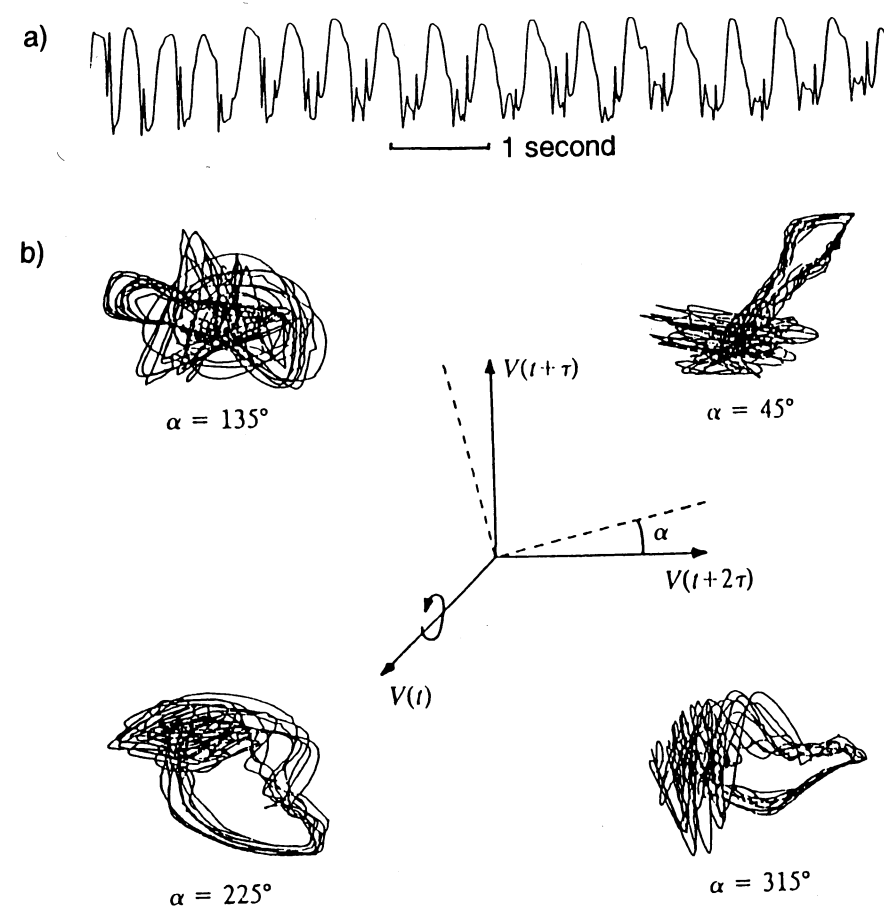 a)
1 second
b)
α = 135°
α = 45°
V(t+ τ)
α
V(t+2τ)
V(t)
α = 225°
α = 315°